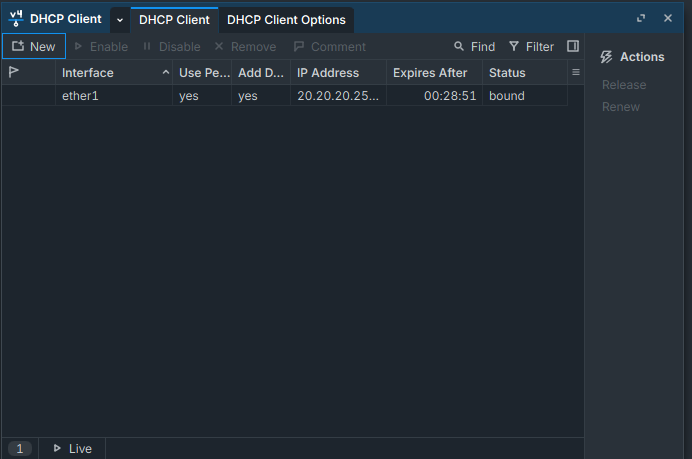 v4 DHCP Client DHCP Client DHCP Client Options
New Enable Disable Remove Comment Find Filter
Actions
Interface Use Pe... Add D... IP Address Expires After Status
ether1 yes yes 20.20.20.25... 00:28:51 bound
Release
Renew
1 Live